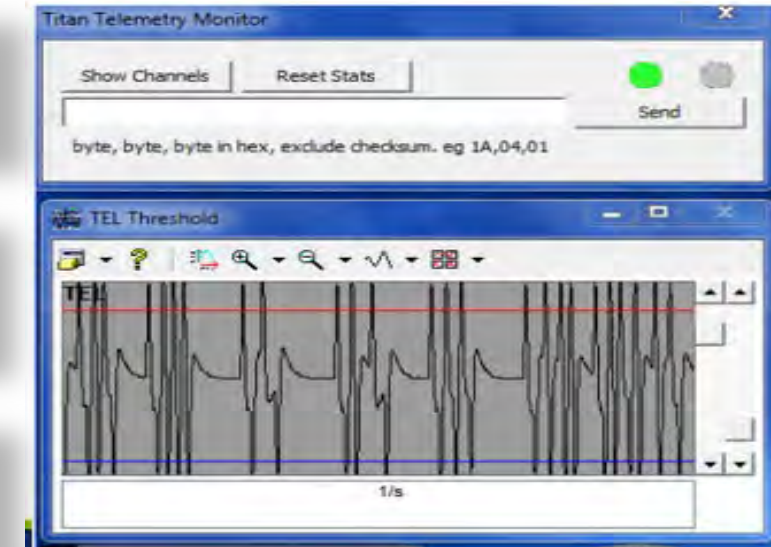 Titan Telemetry Monitor
Show Channels Reset Stats
Send
byte, byte, byte in hex, exclude checksum. eg 1A,04,01
TEL Threshold
TEL
1/s